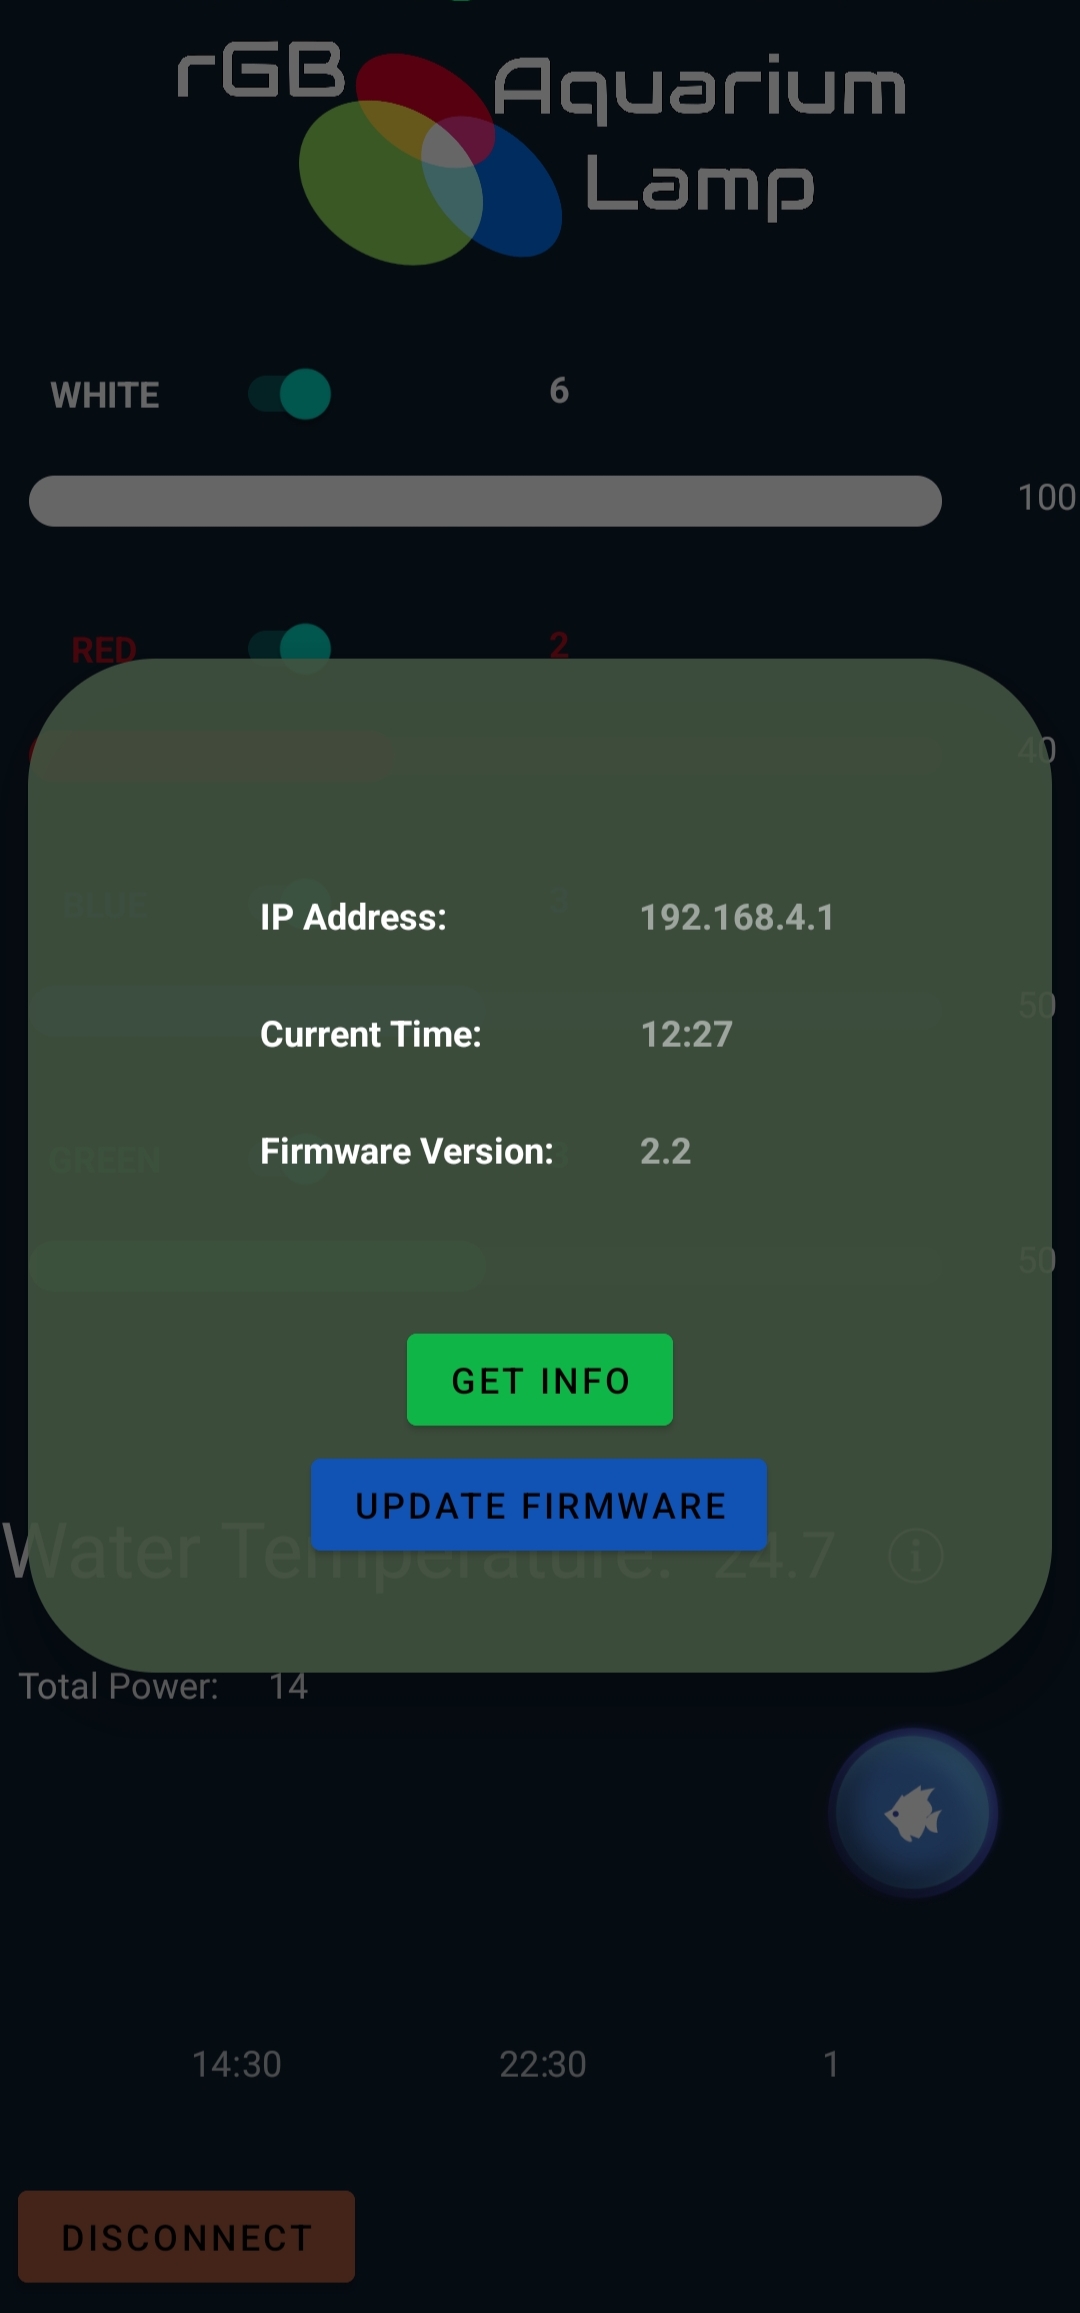 rGB Aquarium
Lamp
WHITE 6
100
RED 2
40
BLUE 3
IP Address: 192.168.4.1
50
Current Time: 12:27
Firmware Version: 2.2
GREEN 3
50
GET INFO
UPDATE FIRMWARE
Water Temperature: 24.7
Total Power: 14
14:30 22:30 1
DISCONNECT